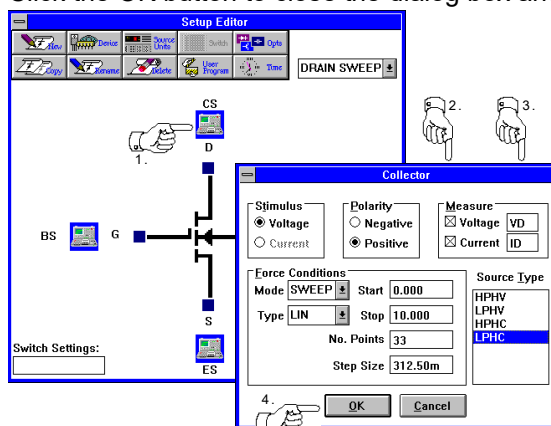 Click the OK button to close the dialog box an
Setup Editor
New Device Source Units Switch Opts
Copy Rename Delete User Program Time
DRAIN SWEEP
CS
D
1.
2.
3.
BS
G
S
ES
Switch Settings:
Collector
Stimulus
Voltage
Current
Polarity
Negative
Positive
Measure
Voltage VD
Current ID
Force Conditions
Mode SWEEP Start 0.000
Type LIN Stop 10.000
No. Points 33
Step Size 312.50m
Source Type
HPHV
LPHV
HPHC
LPHC
4.
OK Cancel